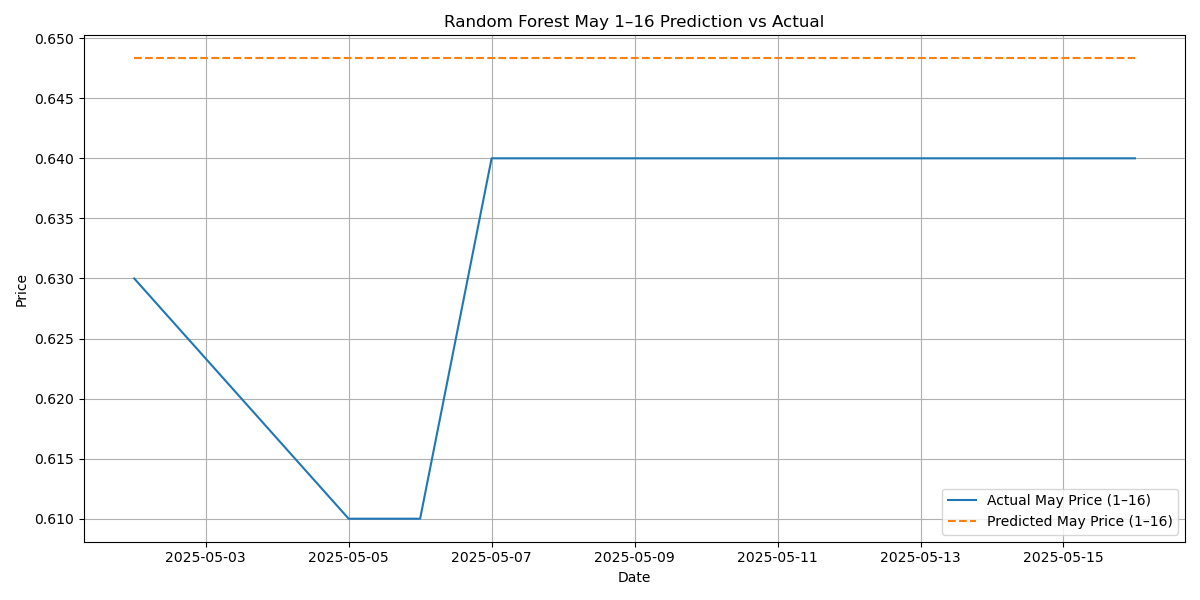 Random Forest May 1–16 Prediction vs Actual
0.650
0.645
0.640
0.635
0.630
0.625
0.620
0.615
0.610
Price
2025-05-03 2025-05-05 2025-05-07 2025-05-09 2025-05-11 2025-05-13 2025-05-15
Date
Actual May Price (1–16)
Predicted May Price (1–16)